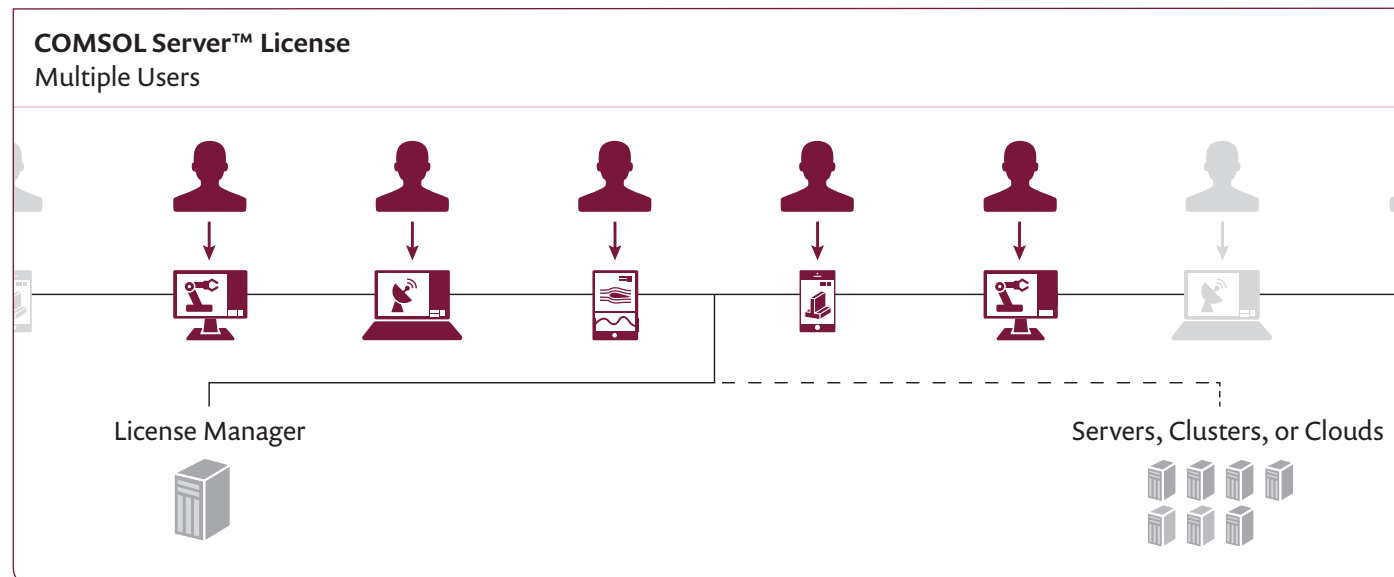 COMSOL Server™ License
Multiple Users
License Manager
Servers, Clusters, or Clouds